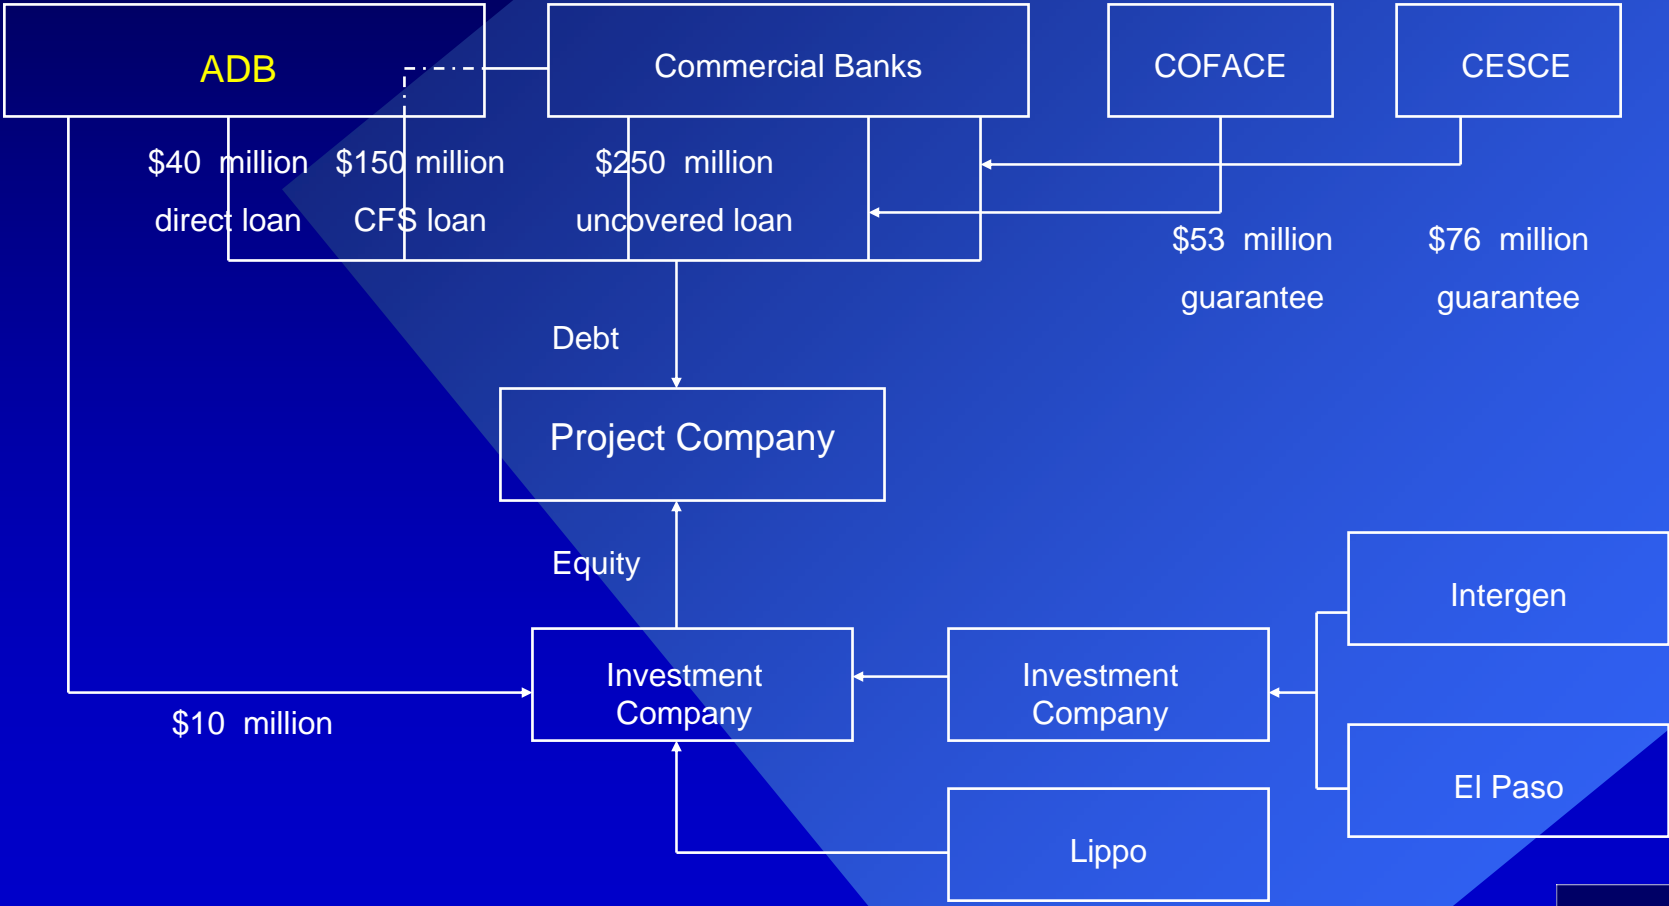 ADB
Commercial Banks
COFACE
CESCE
$40 million
direct loan
$150 million
CFS loan
$250 million
uncovered loan
$53 million
guarantee
$76 million
guarantee
Debt
Project Company
Equity
Intergen
Investment
Company
Investment
Company
$10 million
El Paso
Lippo